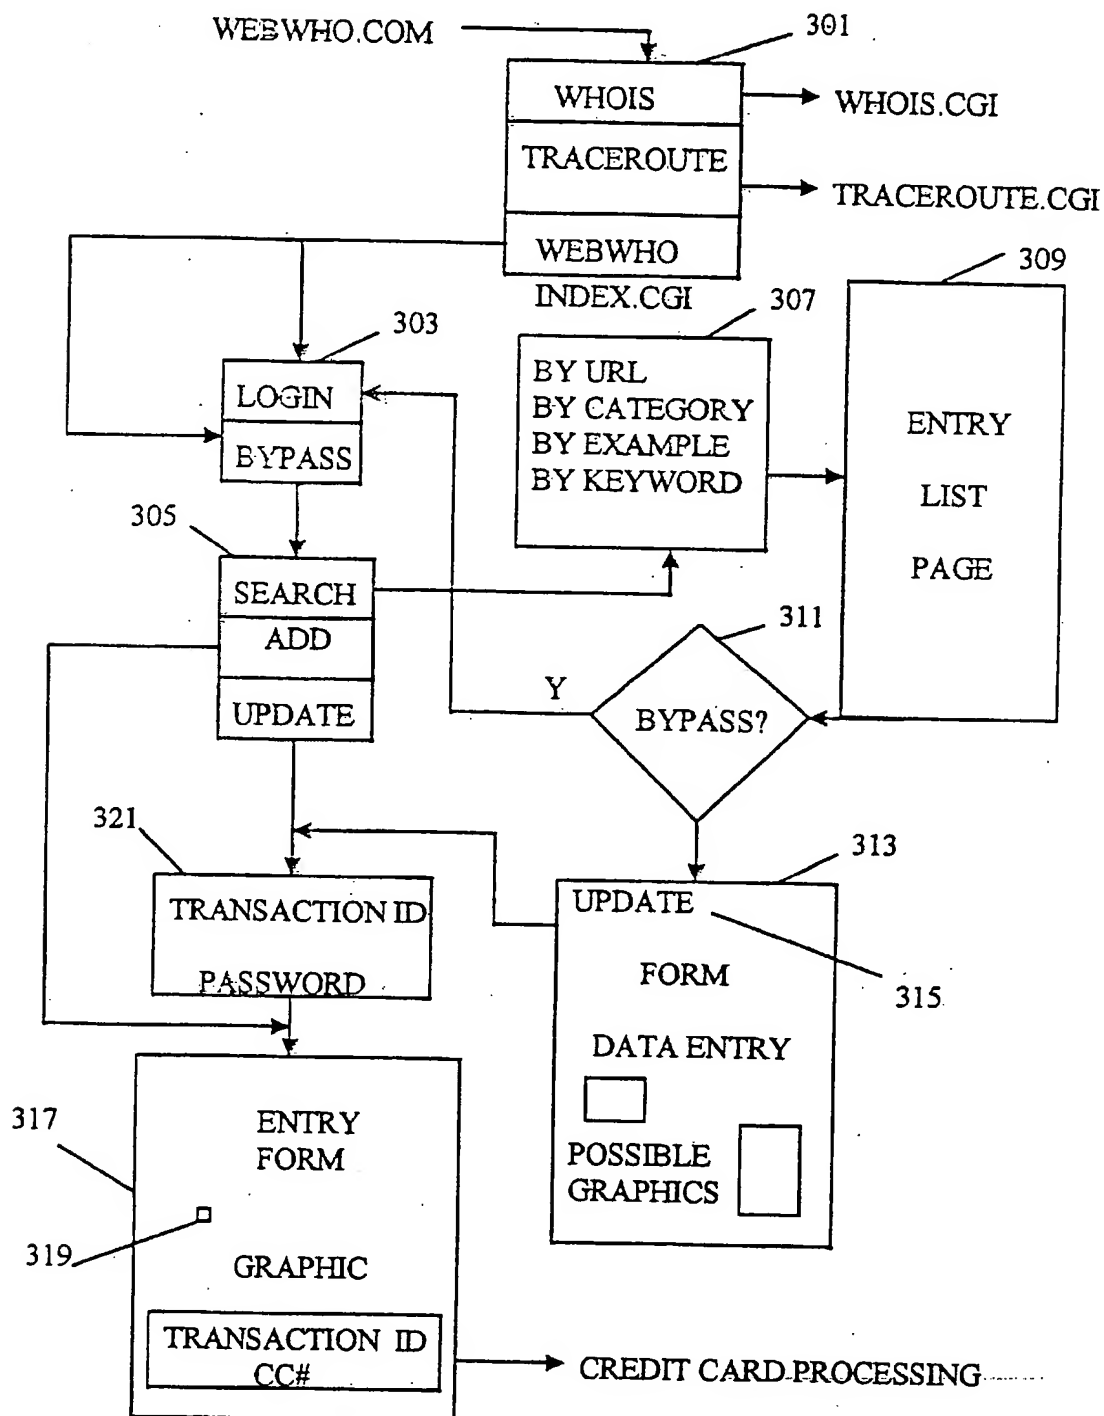 WEBWHO.COM
301
WHOIS
WHOIS.CGI
TRACEROUTE
TRACEROUTE.CGI
WEBWHO
INDEX.CGI
309
307
303
LOGIN
BYPASS
BY URL
BY CATEGORY
BY EXAMPLE
BY KEYWORD
ENTRY
LIST
PAGE
305
SEARCH
ADD
UPDATE
311
Y
BYPASS?
321
TRANSACTION ID
PASSWORD
313
UPDATE
315
FORM
DATA ENTRY
POSSIBLE
GRAPHICS
317
ENTRY
FORM
319
GRAPHIC
TRANSACTION ID
CC#
CREDIT CARD PROCESSING